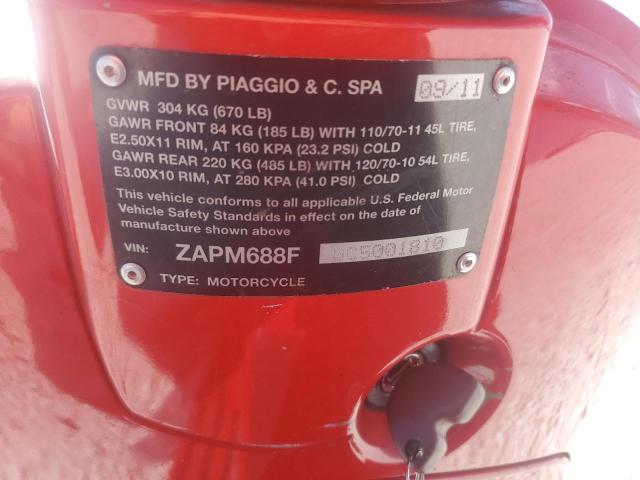 MFD BY PIAGGIO & C. SPA 09/11
GVWR 304 KG (670 LB)
GAWR FRONT 84 KG (185 LB) WITH 110/70-11 45L TIRE,
E2.50X11 RIM, AT 160 KPA (23.2 PSI) COLD
GAWR REAR 220 KG (485 LB) WITH 120/70-10 54L TIRE,
E3.00X10 RIM, AT 280 KPA (41.0 PSI) COLD
This vehicle conforms to all applicable U.S. Federal Motor
Vehicle Safety Standards in effect on the date of
manufacture shown above
VIN: ZAPM688F
TYPE: MOTORCYCLE